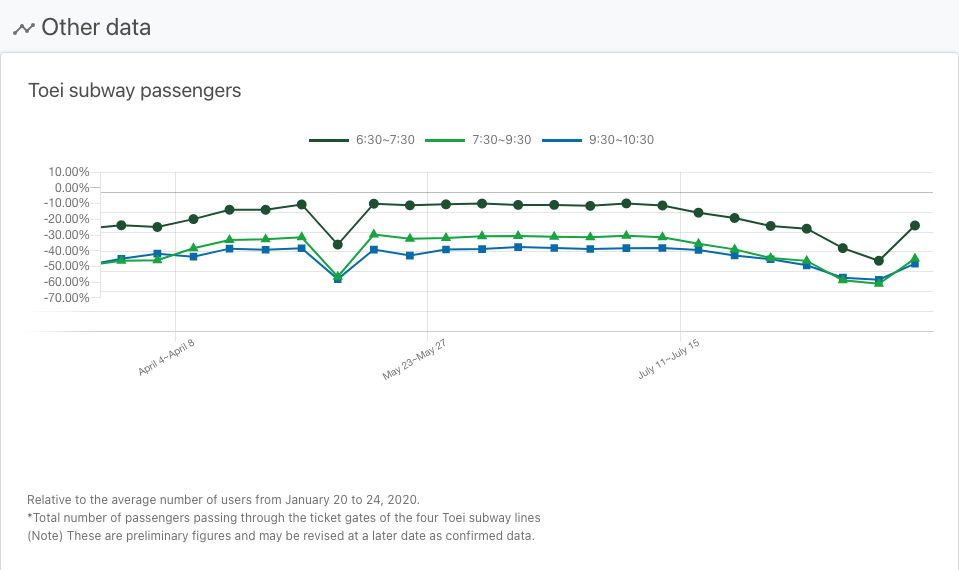 Other data
Toei subway passengers
6:30~7:30 7:30~9:30 9:30~10:30
10.00%
0.00%
-10.00%
-20.00%
-30.00%
-40.00%
-50.00%
-60.00%
-70.00%
April 4~April 8
May 23~May 27
July 11~July 15
Relative to the average number of users from January 20 to 24, 2020.
*Total number of passengers passing through the ticket gates of the four Toei subway lines
(Note) These are preliminary figures and may be revised at a later date as confirmed data.